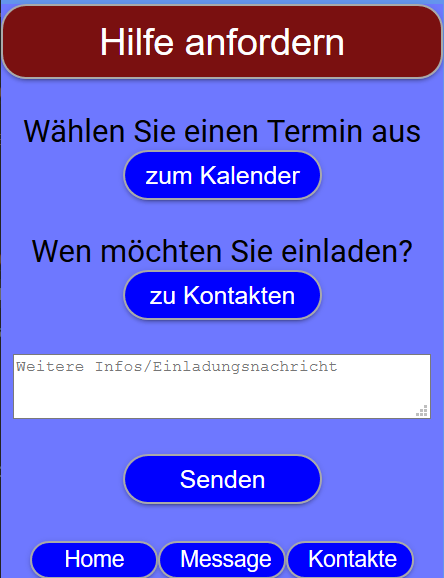 Hilfe anfordern
Wählen Sie einen Termin aus
zum Kalender
Wen möchten Sie einladen?
zu Kontakten
Weitere Infos/Einladungsnachricht
Senden
Home Message Kontakte